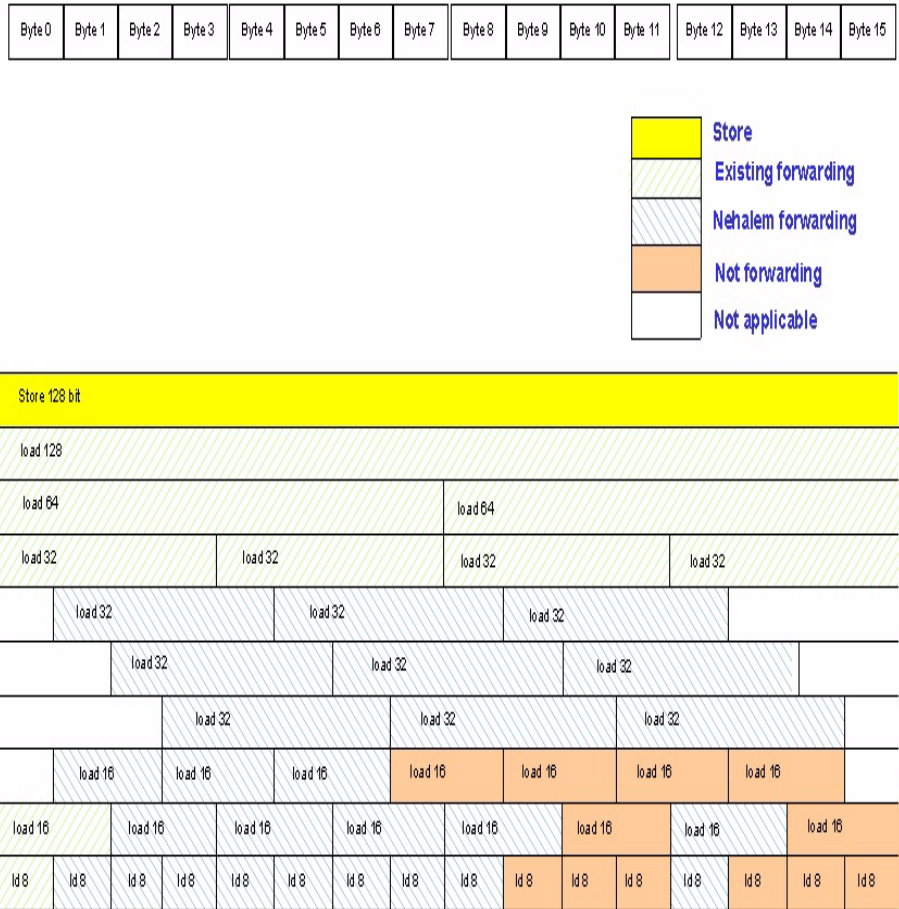 Byte 0 Byte 1 Byte 2 Byte 3 Byte 4 Byte 5 Byte 6 Byte 7 Byte 8 Byte 9 Byte 10 Byte 11 Byte 12 Byte 13 Byte 14 Byte 15
Store
Existing forwarding
Nehalem forwarding
Not forwarding
Not applicable
Store 128 bit
load 128
load 64 load 64
load 32 load 32 load 32 load 32
load 32 load 32 load 32
load 32 load 32 load 32
load 32 load 32 load 32
load 16 load 16 load 16 load 16 load 16 load 16 load 16
load 16 load 16 load 16 load 16 load 16 load 16 load 16 load 16
ld 8 ld 8 ld 8 ld 8 ld 8 ld 8 ld 8 ld 8 ld 8 ld 8 ld 8 ld 8 ld 8 ld 8 ld 8 ld 8